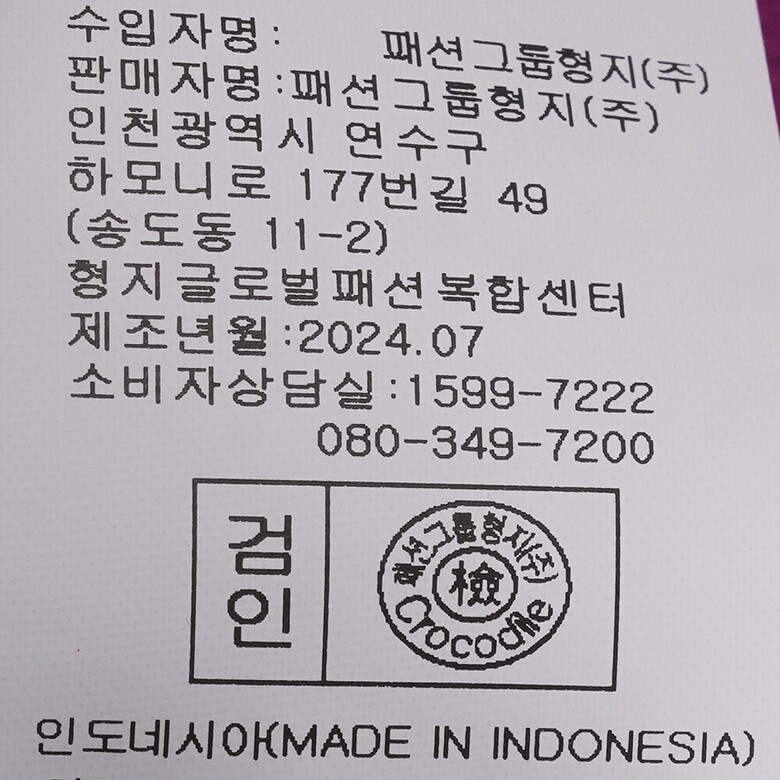 수입자명: 패션그룹형지(주)
판매자명:패션그룹형지(주)
인천광역시 연수구
하모니로 177번길 49
(송도동 11-2)
형지글로벌패션복합센터
제조년월:2024.07
소비자상담실:1599-7222
080-349-7200
검인
패션그룹형지(주)
檢
Crocodile
인도네시아(MADE IN INDONESIA)